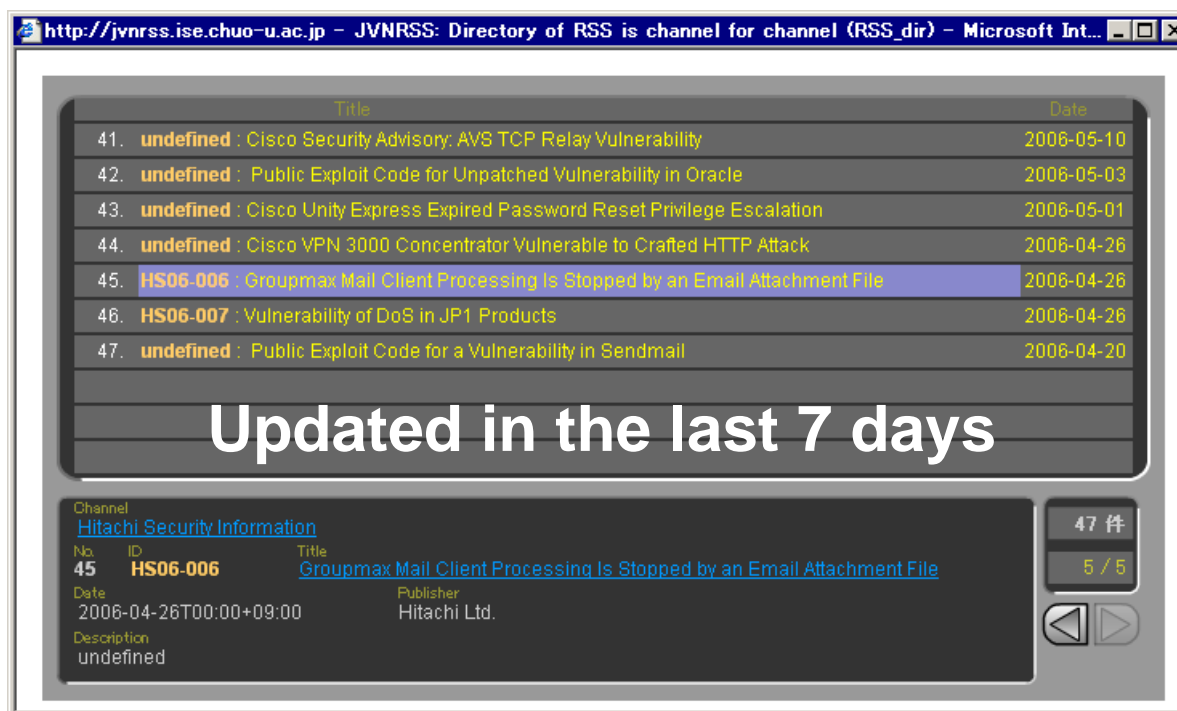 http://jvnrss.ise.chuo-u.ac.jp - JVNRSS: Directory of RSS is channel for channel (RSS_dir) - Microsoft Int...
Title Date
41. undefined : Cisco Security Advisory: AVS TCP Relay Vulnerability 2006-05-10
42. undefined : Public Exploit Code for Unpatched Vulnerability in Oracle 2006-05-03
43. undefined : Cisco Unity Express Expired Password Reset Privilege Escalation 2006-05-01
44. undefined : Cisco VPN 3000 Concentrator Vulnerable to Crafted HTTP Attack 2006-04-26
45. HS06-006 : Groupmax Mail Client Processing Is Stopped by an Email Attachment File 2006-04-26
46. HS06-007 : Vulnerability of DoS in JP1 Products 2006-04-26
47. undefined : Public Exploit Code for a Vulnerability in Sendmail 2006-04-20
Updated in the last 7 days
Channel
Hitachi Security Information
47 件
No. ID Title
45 HS06-006 Groupmax Mail Client Processing Is Stopped by an Email Attachment File
5 / 5
Date Publisher
2006-04-26T00:00+09:00 Hitachi Ltd.
Description
undefined